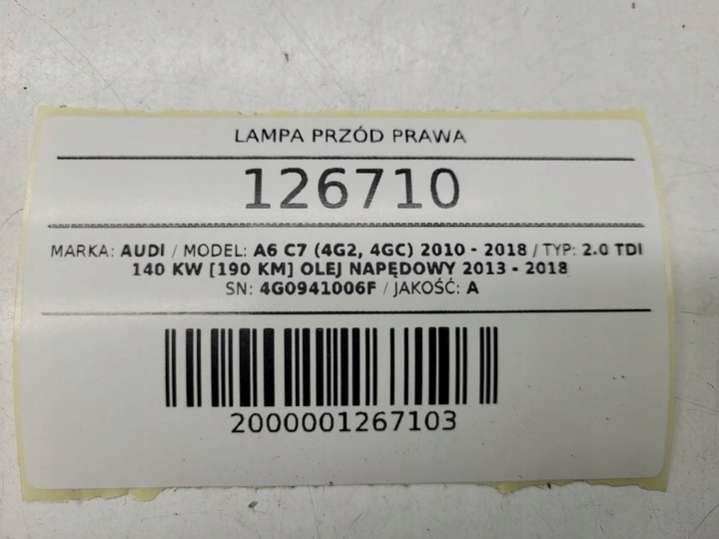 LAMPA PRZÓD PRAWA
126710
MARKA: AUDI / MODEL: A6 C7 (4G2, 4GC) 2010 - 2018 / TYP: 2.0 TDI
140 KW [190 KM] OLEJ NAPĘDOWY 2013 - 2018
SN: 4G0941006F / JAKOŚĆ: A
2000001267103